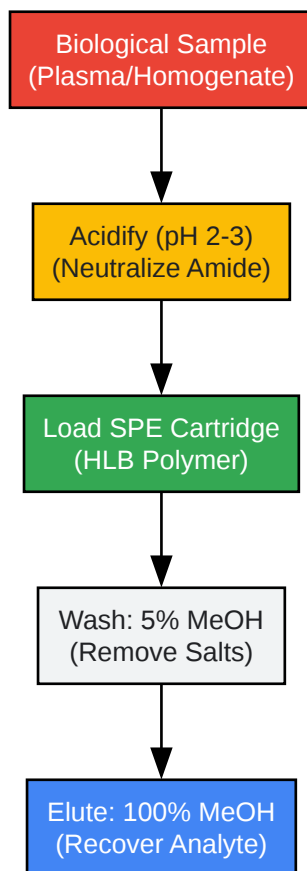 Biological Sample
(Plasma/Homogenate)
Acidify (pH 2-3)
(Neutralize Amide)
Load SPE Cartridge
(HLB Polymer)
Wash: 5% MeOH
(Remove Salts)
Elute: 100% MeOH
(Recover Analyte)